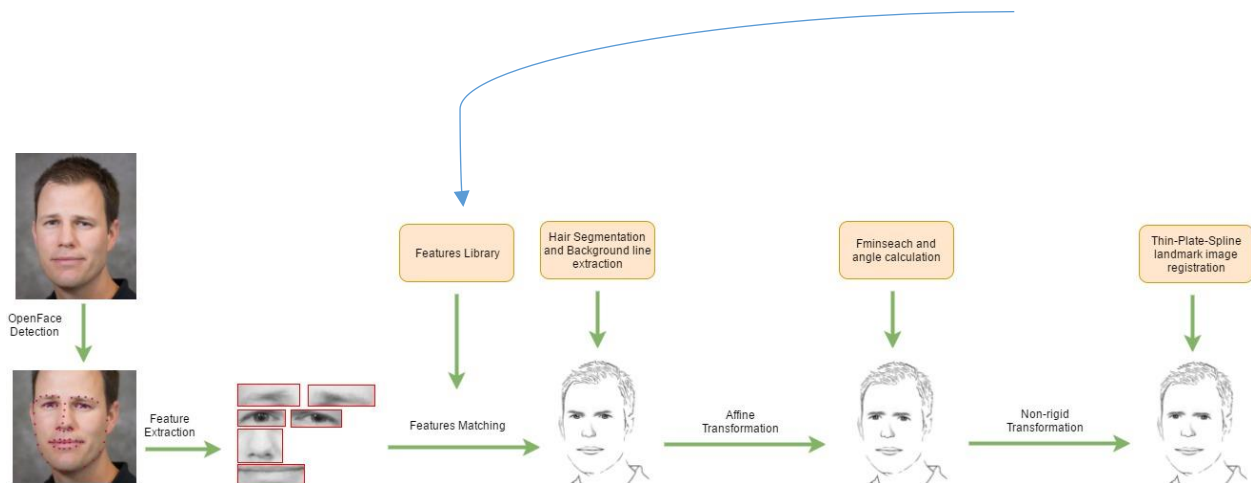 Features Library
Hair Segmentation
and Background line
extraction
Fminseach and
angle calculation
Thin-Plate-Spline
landmark image
registration
OpenFace
Detection
Feature
Extraction
Features Matching
Affine
Transformation
Non-rigid
Transformation